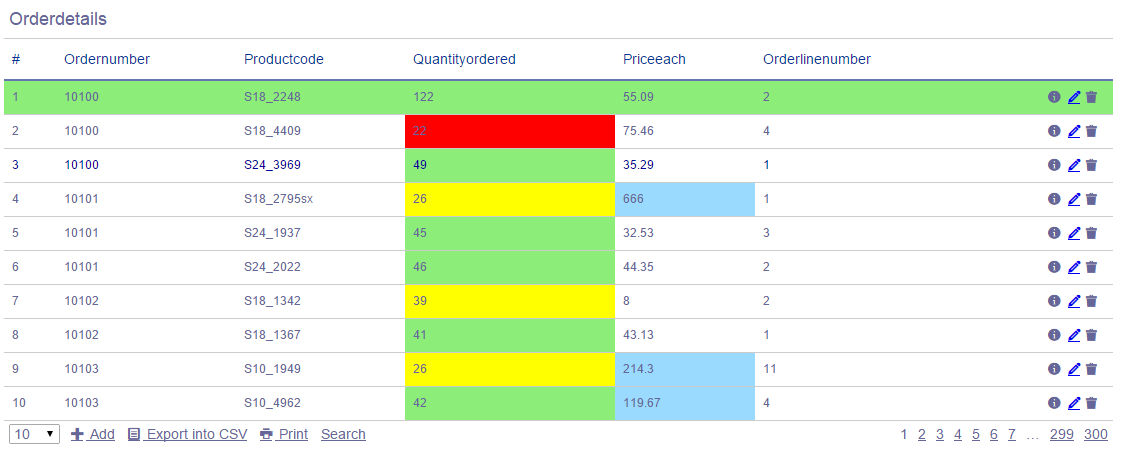 Orderdetails
# Ordernumber Productcode Quantityordered Priceeach Orderlinenumber
1 10100 S18_2248 122 55.09 2
2 10100 S18_4409 22 75.46 4
3 10100 S24_3969 49 35.29 1
4 10101 S18_2795sx 26 666 1
5 10101 S24_1937 45 32.53 3
6 10101 S24_2022 46 44.35 2
7 10102 S18_1342 39 8 2
8 10102 S18_1367 41 43.13 1
9 10103 S10_1949 26 214.3 11
10 10103 S10_4962 42 119.67 4
10 Add Export into CSV Print Search 1 2 3 4 5 6 7 … 299 300